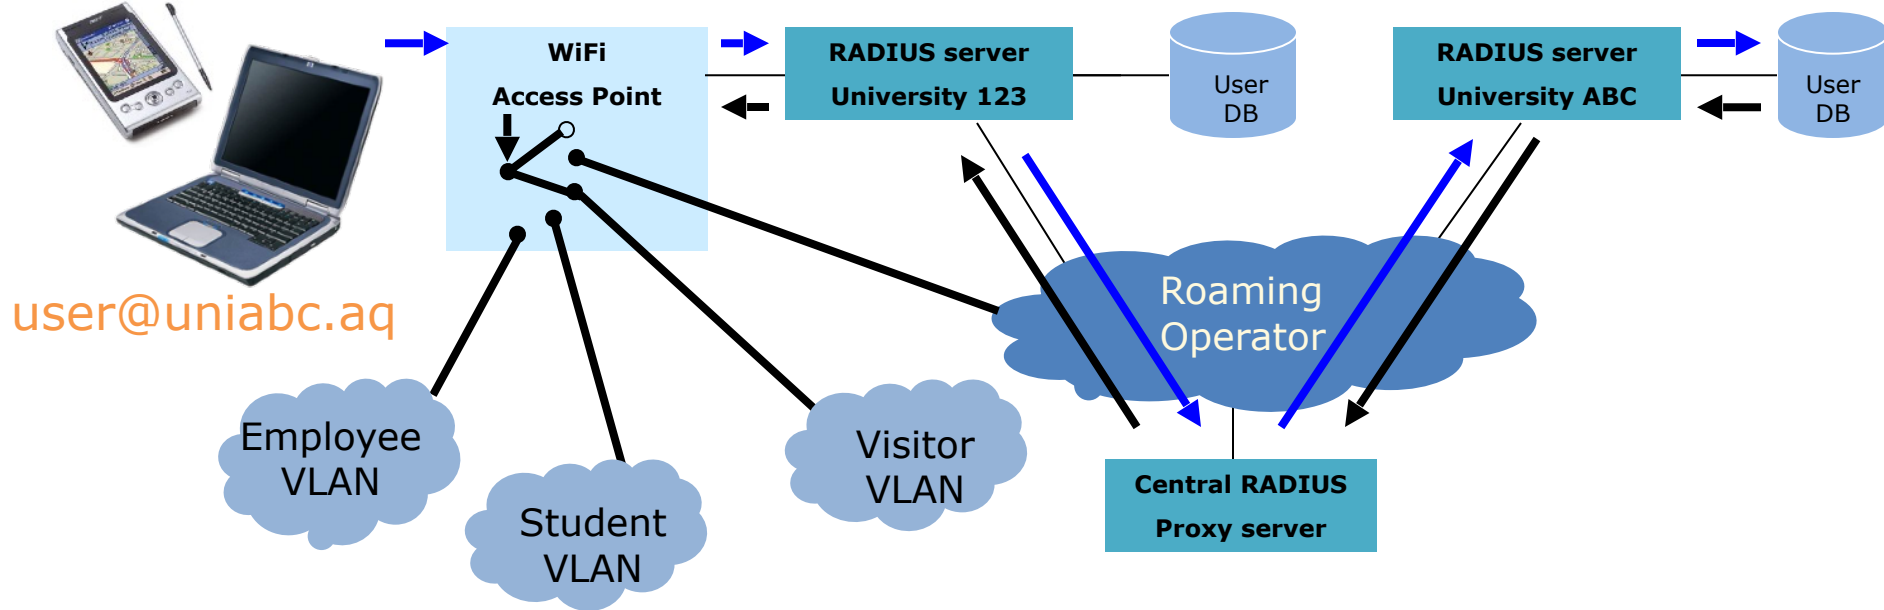 WiFi
Access Point
RADIUS server
University 123
User
DB
RADIUS server
University ABC
User
DB
user@uniabc.aq
Roaming
Operator
Employee
VLAN
Student
VLAN
Visitor
VLAN
Central RADIUS
Proxy server